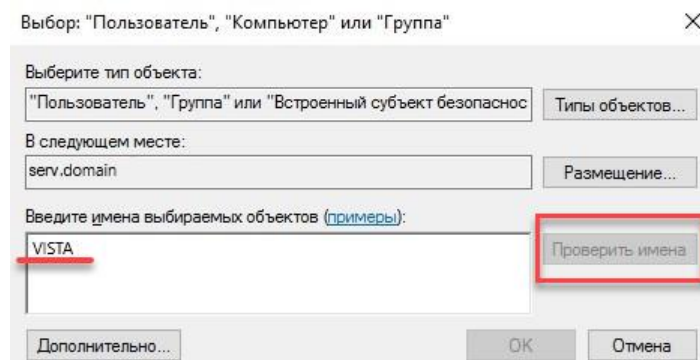 Выбор: "Пользователь", "Компьютер" или "Группа"
Выберите тип объекта:
"Пользователь", "Группа" или "Встроенный субъект безопаснос
Типы объектов...
В следующем месте:
serv.domain
Размещение...
Введите имена выбираемых объектов (примеры):
VISTA
Проверить имена
Дополнительно...
ОК
Отмена